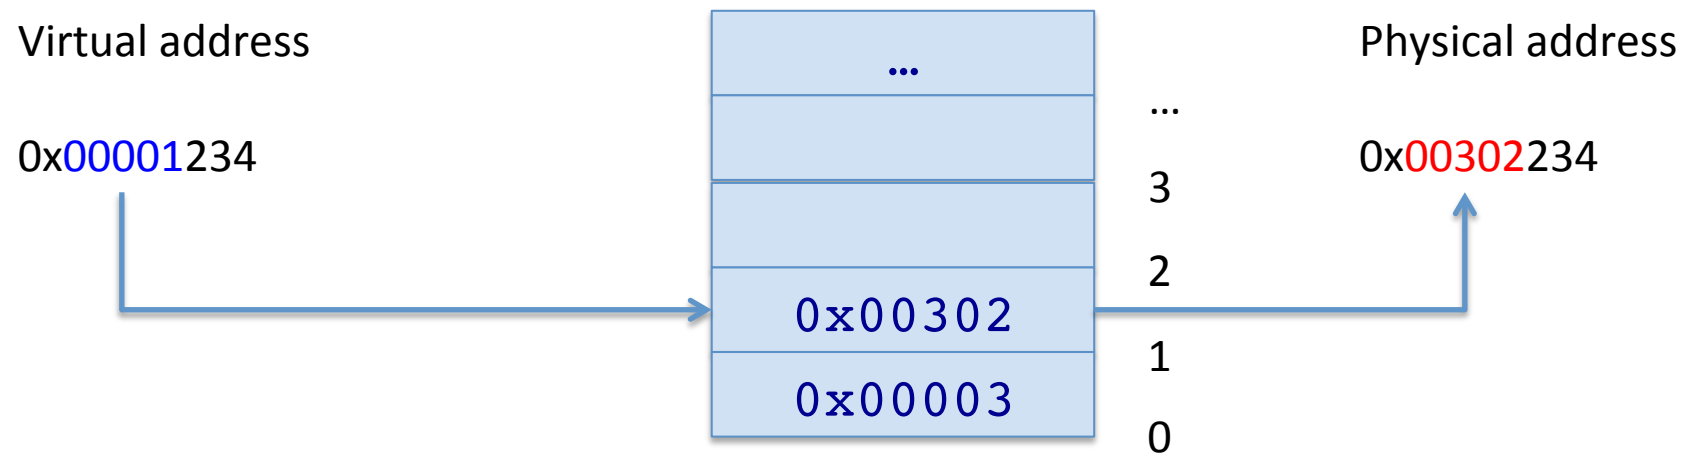 Virtual address
...
Physical address
...
0x00001234
0x00302234
3
2
0x00302
1
0x00003
0